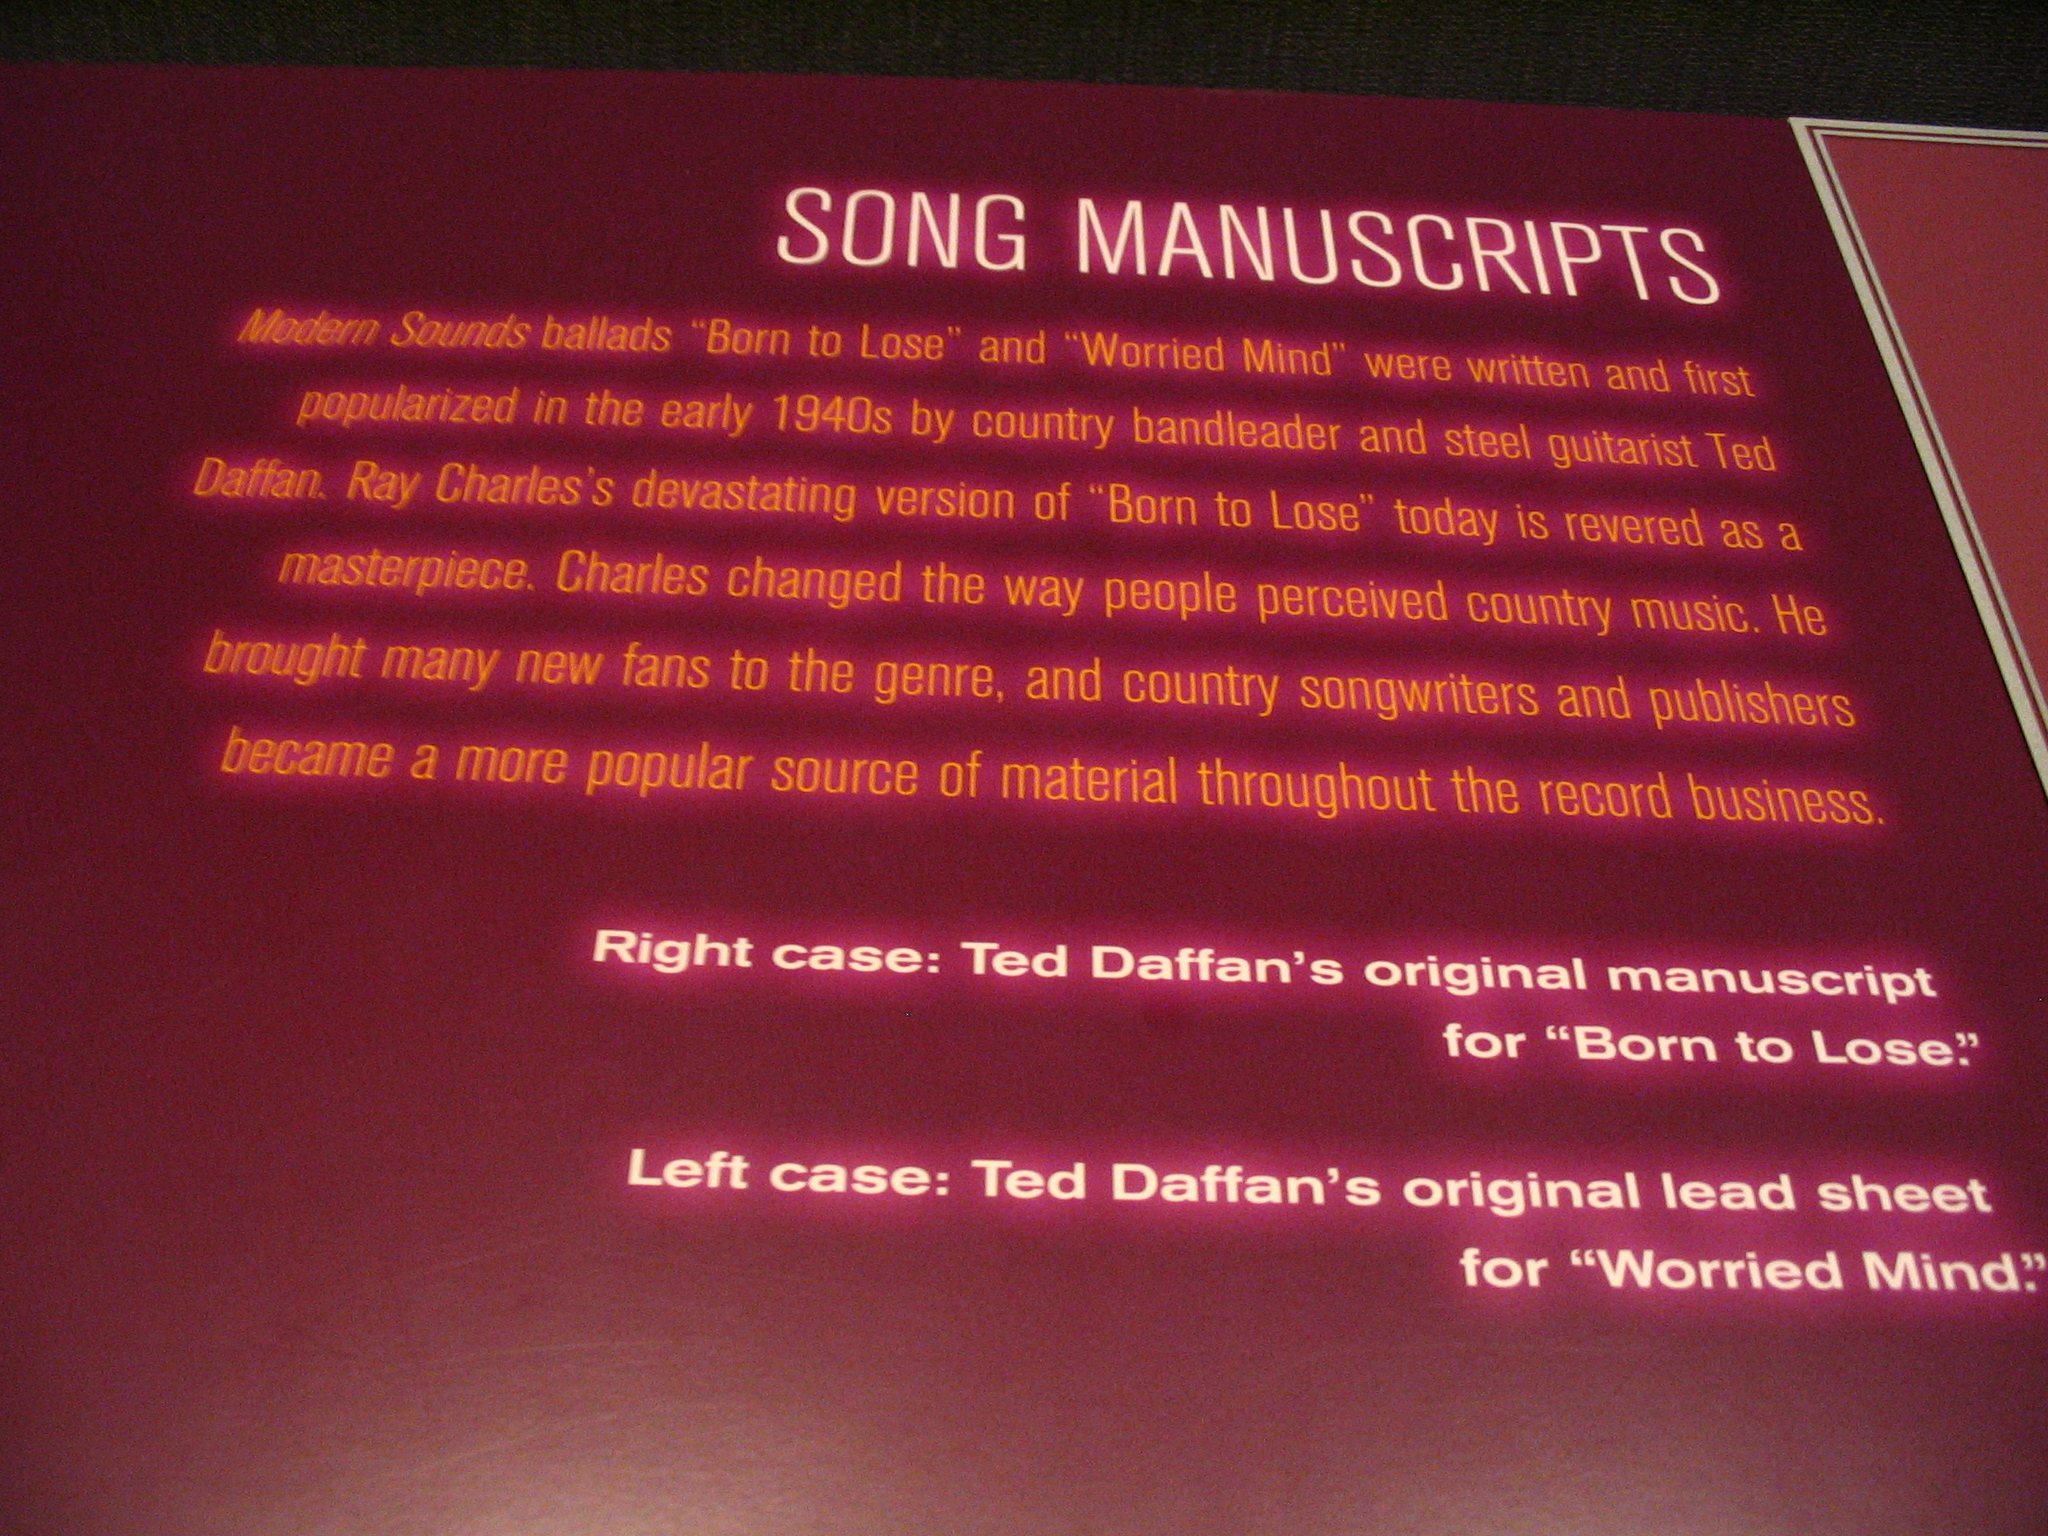 SONG MANUSCRIPTS
Modern Sounds ballads “Born to Lose” and “Worried Mind” were written and first
popularized in the early 1940s by country bandleader and steel guitarist Ted
Daffan. Ray Charles’s devastating version of “Born to Lose” today is revered as a
masterpiece. Charles changed the way people perceived country music. He
brought many new fans to the genre, and country songwriters and publishers
became a more popular source of material throughout the record business.
Right case: Ted Daffan’s original manuscript
for “Born to Lose.”
Left case: Ted Daffan’s original lead sheet
for “Worried Mind.”